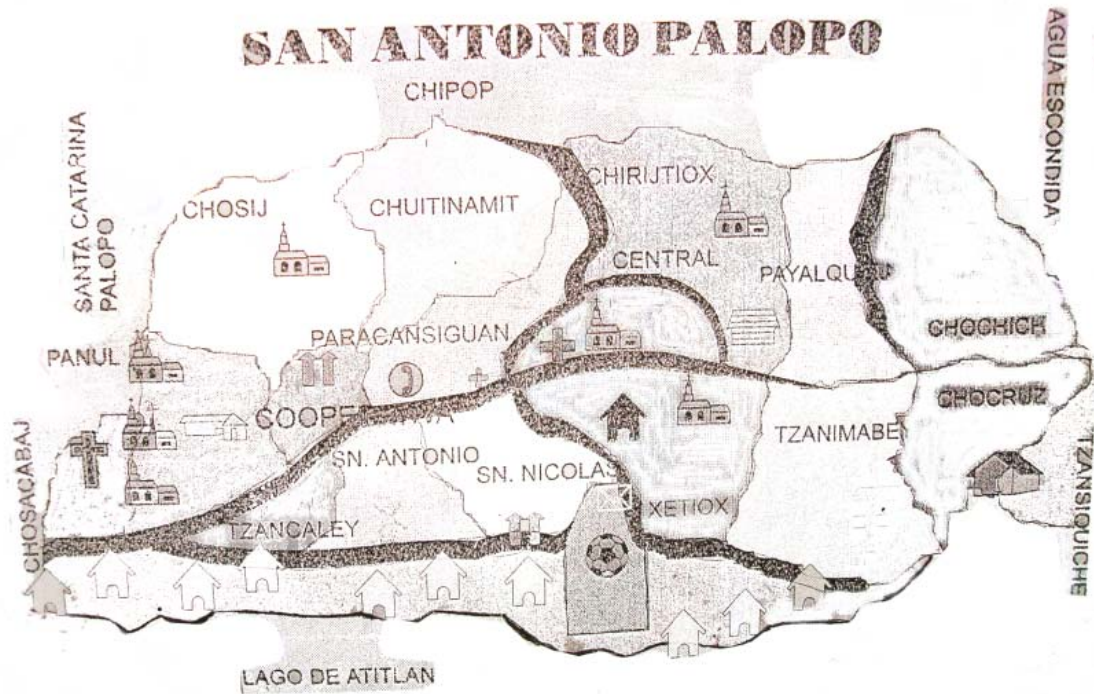 SAN ANTONIO PALOPO
AGUA ESCONDIDA
CHIPOP
SANTA CATARINA
PALOPO
CHOSIJ
CHUITINAMIT
CHIRIJTIOX
CENTRAL
PARACANSIGUAN
PANUL
CHOCHICH
CHOCRUZ
SN. ANTONIO
SN. NICOLAS
XETIOX
TZANCALEY
CHOSACABAJ
TZANSIQUICHE
LAGO DE ATITLAN